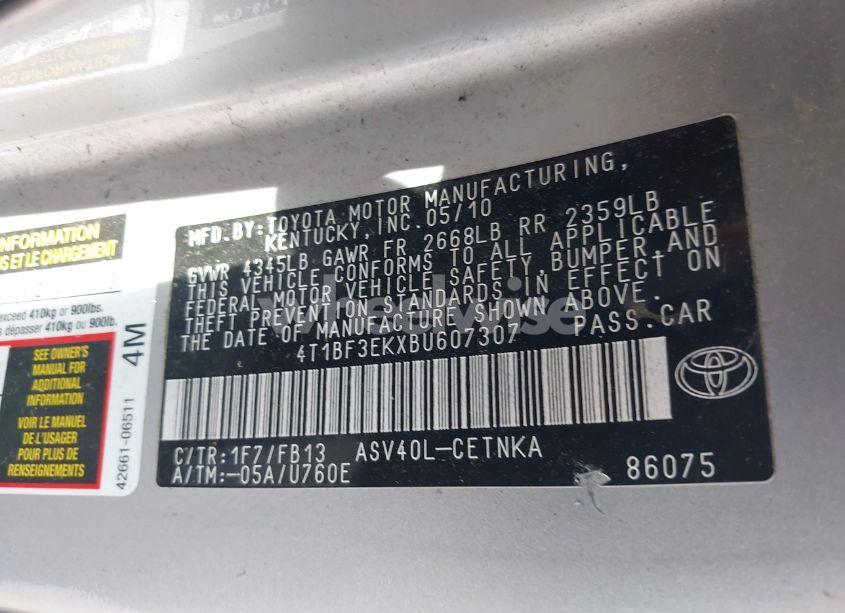 INFORMATION
S ET LE CHARGEMENT
exceed 410kg or 900lbs.
s dépasser 410kg ou 900lb.
SEE OWNER'S
MANUAL FOR
ADDITIONAL
INFORMATION
VOIR LE MANUEL
DE L'USAGER
POUR PLUS DE
RENSEIGNEMENTS
4M
42661-06511
MFD.BY:TOYOTA MOTOR MANUFACTURING,
KENTUCKY,INC.05/10
GVWR 4345LB GAWR FR 2668LB RR 2359LB
THIS VEHICLE CONFORMS TO ALL APPLICABLE
FEDERAL MOTOR VEHICLE SAFETY,BUMPER AND
THEFT PREVENTION STANDARDS IN EFFECT ON
THE DATE OF MANUFACTURE SHOWN ABOVE.
4T1BF3EKXBU607307 PASS.CAR
C/TR:1F7/FB13 ASV40L-CETNKA
A/TM:-05A/U760E 86075
wheelwise